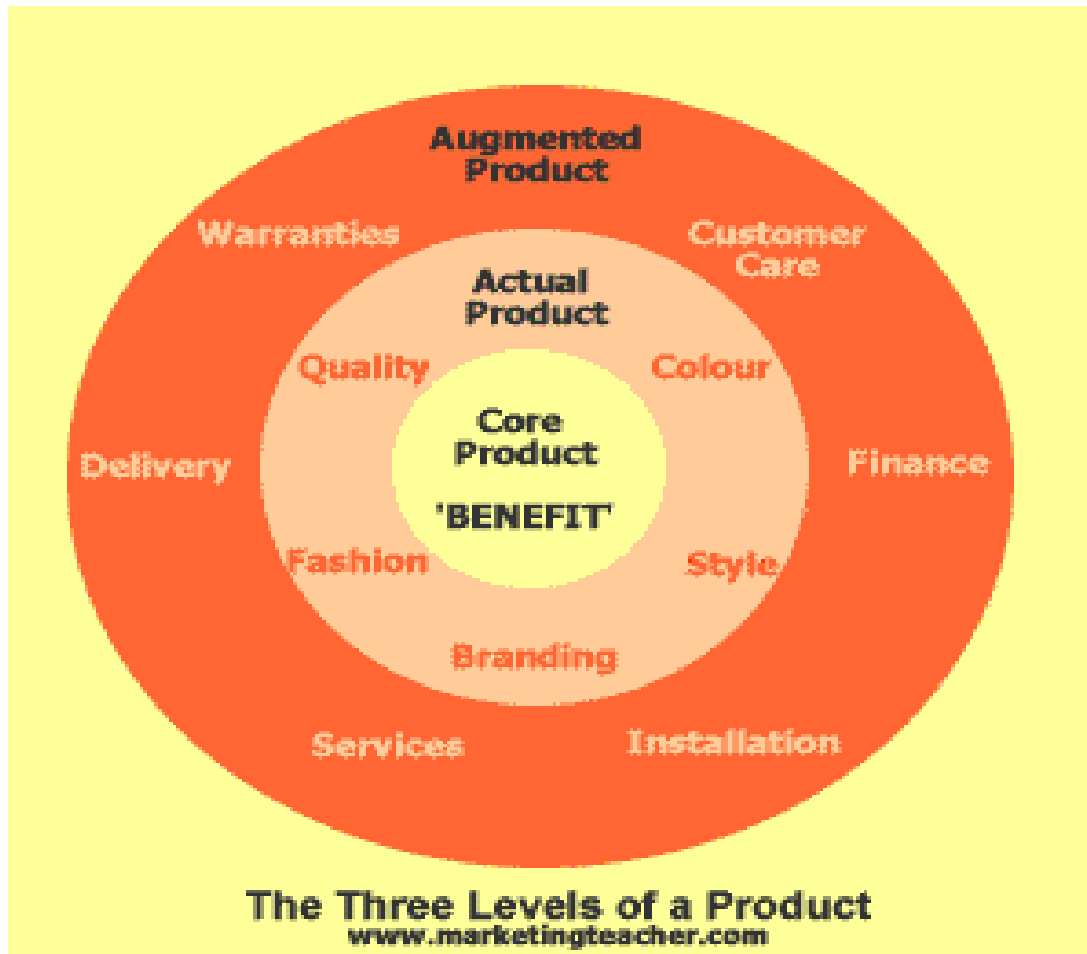 Augmented
Product
Warranties
Customer
Care
Actual
Product
Quality
Colour
Core
Product
'BENEFIT'
Delivery
Finance
Fashion
Style
Branding
Services
Installation
The Three Levels of a Product
www.marketingteacher.com